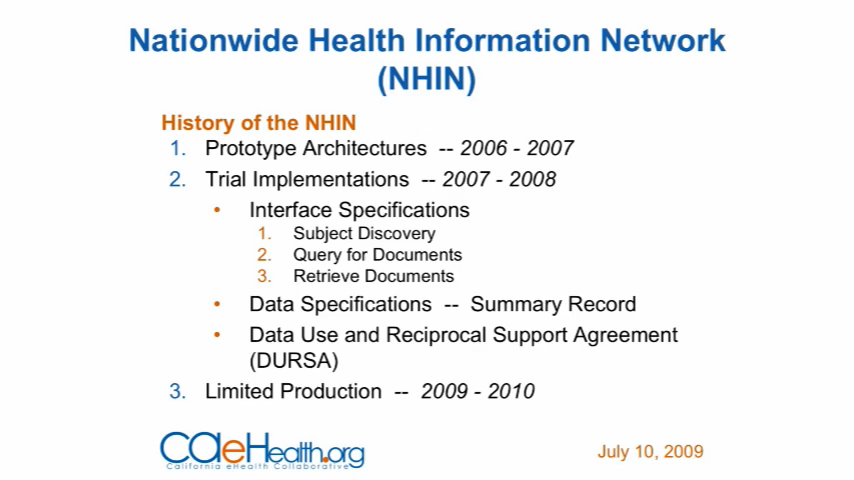 Nationwide Health Information Network
(NHIN)
History of the NHIN
1. Prototype Architectures -- 2006 - 2007
2. Trial Implementations -- 2007 - 2008
• Interface Specifications
1. Subject Discovery
2. Query for Documents
3. Retrieve Documents
• Data Specifications -- Summary Record
• Data Use and Reciprocal Support Agreement
(DURSA)
3. Limited Production -- 2009 - 2010
CAeHealth.org
California eHealth Collaborative
July 10, 2009